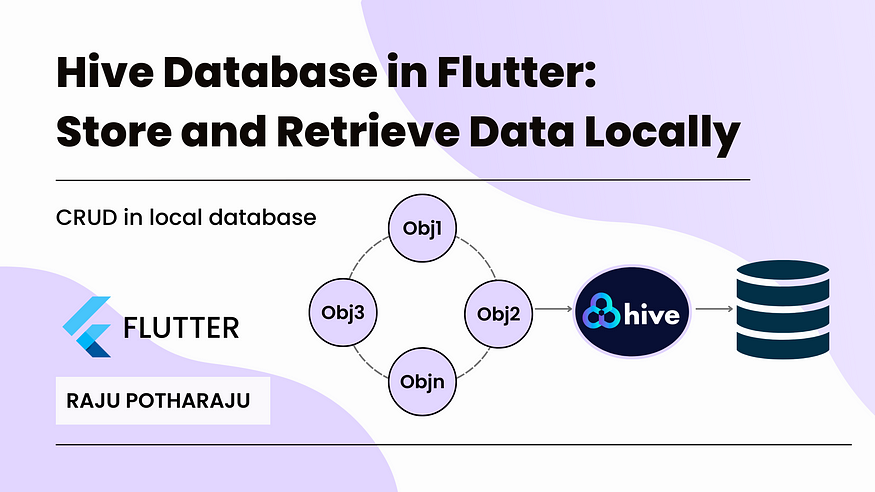 Hive Database in Flutter:
Store and Retrieve Data Locally
CRUD in local database
Obj1
Obj3
Obj2
hive
FLUTTER
Objn
RAJU POTHARAJU